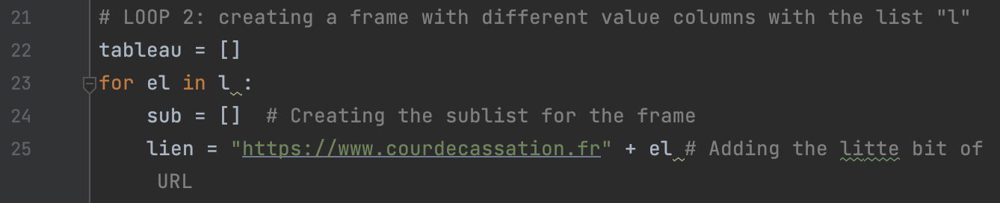 21 # LOOP 2: creating a frame with different value columns with the list "l"
22 tableau = []
23 for el in l :
24 sub = []  # Creating the sublist for the frame
25 lien = "https://www.courdecassation.fr" + el # Adding the litte bit of
URL